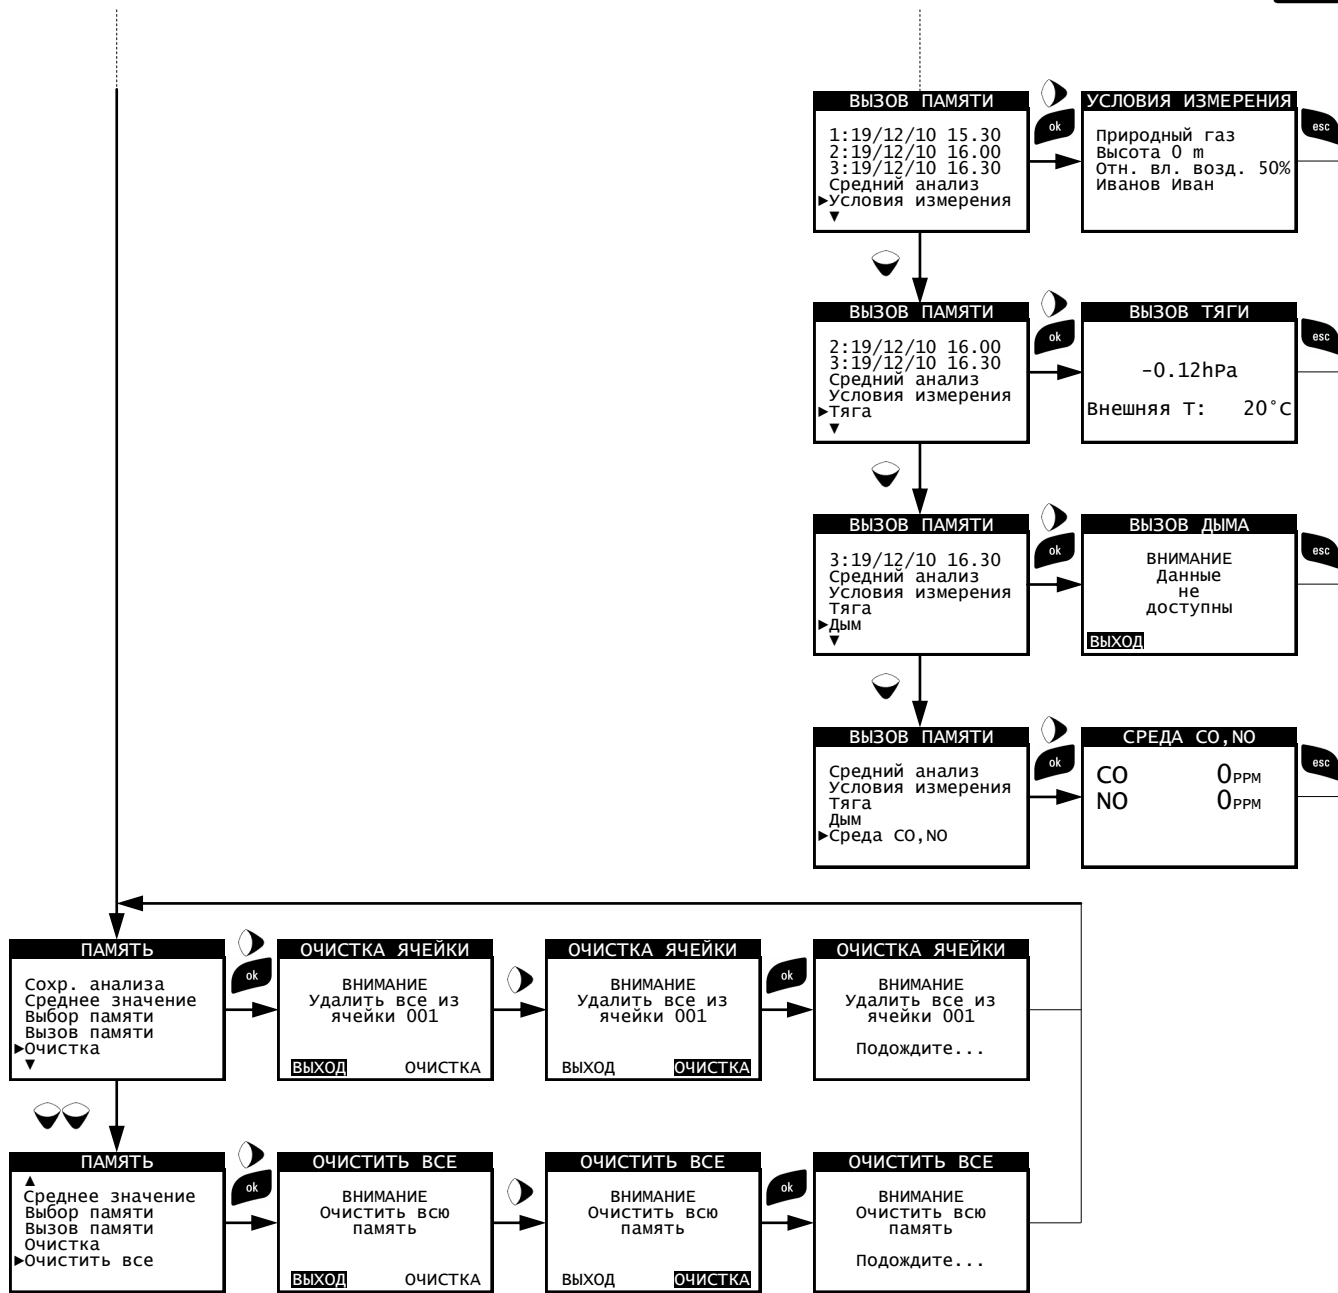 ВЫЗОВ ПАМЯТИ
1:19/12/10 15.30
2:19/12/10 16.00
3:19/12/10 16.30
Средний анализ
►Условия измерения
▼
ok
УСЛОВИЯ ИЗМЕРЕНИЯ
Природный газ
Высота 0 m
Отн. вл. возд. 50%
Иванов Иван
esc
ВЫЗОВ ПАМЯТИ
2:19/12/10 16.00
3:19/12/10 16.30
Средний анализ
Условия измерения
►Тяга
▼
ok
ВЫЗОВ ТЯГИ
-0.12hPa
Внешняя Т: 20°C
esc
ВЫЗОВ ПАМЯТИ
3:19/12/10 16.30
Средний анализ
Условия измерения
Тяга
►Дым
▼
ok
ВЫЗОВ ДЫМА
ВНИМАНИЕ
Данные
не
доступны
ВЫХОД
esc
ВЫЗОВ ПАМЯТИ
Средний анализ
Условия измерения
Тяга
Дым
►Среда CO,NO
ok
СРЕДА CO,NO
CO 0PPM
NO 0PPM
esc
ПАМЯТЬ
Сохр. анализа
Среднее значение
Выбор памяти
Вызов памяти
►Очистка
▼
ok
ОЧИСТКА ЯЧЕЙКИ
ВНИМАНИЕ
Удалить все из
ячейки 001
ВЫХОД ОЧИСТКА
ОЧИСТКА ЯЧЕЙКИ
ВНИМАНИЕ
Удалить все из
ячейки 001
ВЫХОД ОЧИСТКА
ok
ОЧИСТКА ЯЧЕЙКИ
ВНИМАНИЕ
Удалить все из
ячейки 001
Подождите...
ПАМЯТЬ
▲
Среднее значение
Выбор памяти
Вызов памяти
Очистка
►Очистить все
ok
ОЧИСТИТЬ ВСЕ
ВНИМАНИЕ
Очистить всю
память
ВЫХОД ОЧИСТКА
ОЧИСТИТЬ ВСЕ
ВНИМАНИЕ
Очистить всю
память
ВЫХОД ОЧИСТКА
ok
ОЧИСТИТЬ ВСЕ
ВНИМАНИЕ
Очистить всю
память
Подождите...